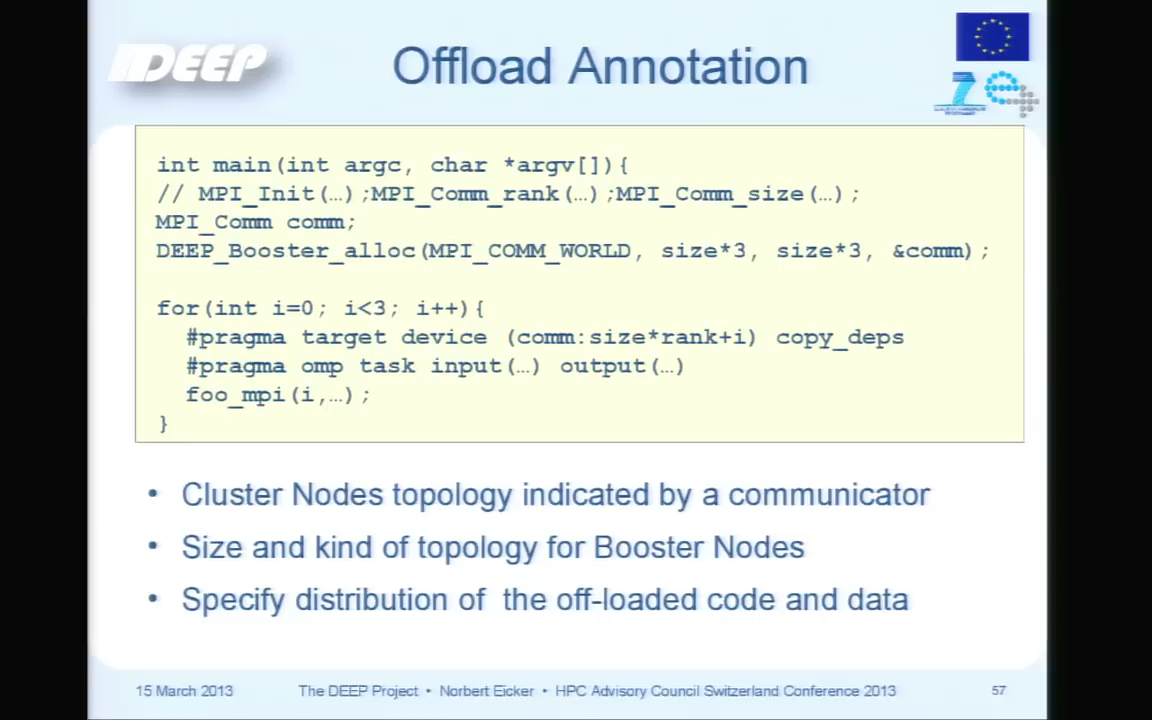 DEEP
Offload Annotation
int main(int argc, char *argv[]){
// MPI_Init(…);MPI_Comm_rank(…);MPI_Comm_size(…);
MPI_Comm comm;
DEEP_Booster_alloc(MPI_COMM_WORLD, size*3, size*3, &comm);
for(int i=0; i<3; i++){
#pragma target device (comm:size*rank+i) copy_deps
#pragma omp task input(…) output(…)
foo_mpi(i,…);
}
• Cluster Nodes topology indicated by a communicator
• Size and kind of topology for Booster Nodes
• Specify distribution of the off-loaded code and data
15 March 2013
The DEEP Project • Norbert Eicker • HPC Advisory Council Switzerland Conference 2013
57